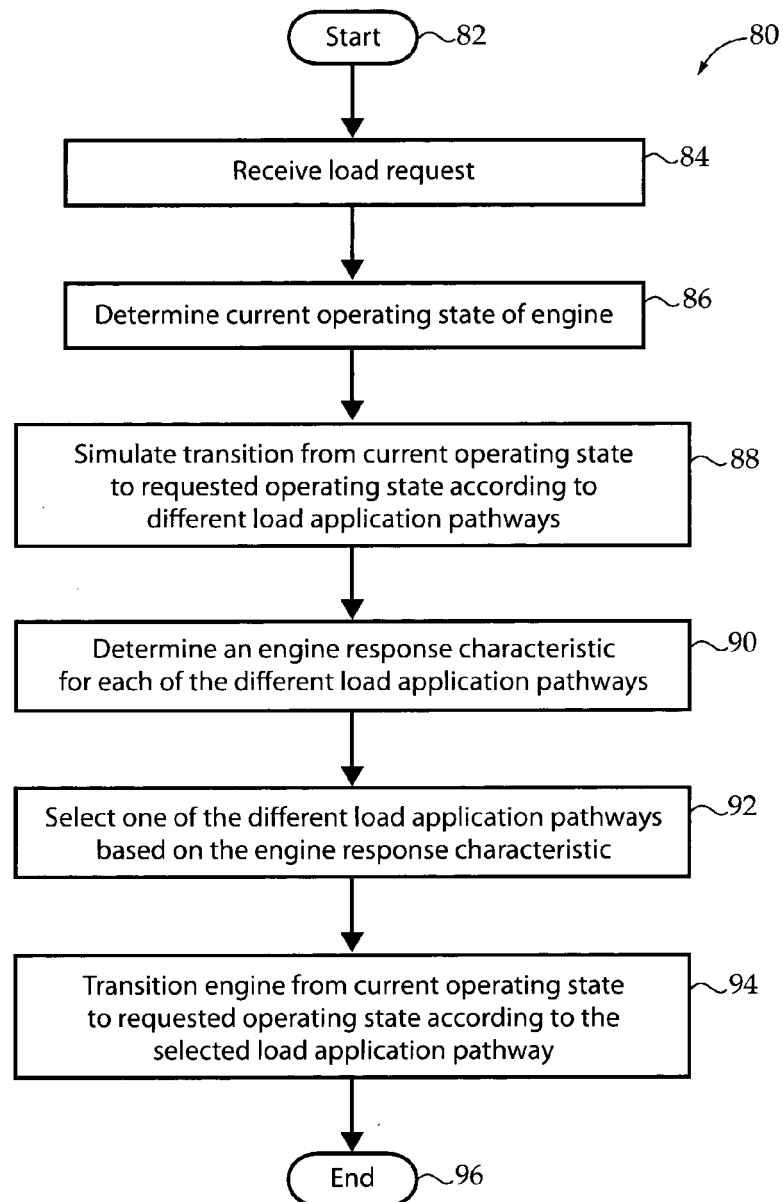 Start
82
80
Receive load request
84
Determine current operating state of engine
86
Simulate transition from current operating state
to requested operating state according to
different load application pathways
88
Determine an engine response characteristic
for each of the different load application pathways
90
Select one of the different load application pathways
based on the engine response characteristic
92
Transition engine from current operating state
to requested operating state according to the
selected load application pathway
94
End
96